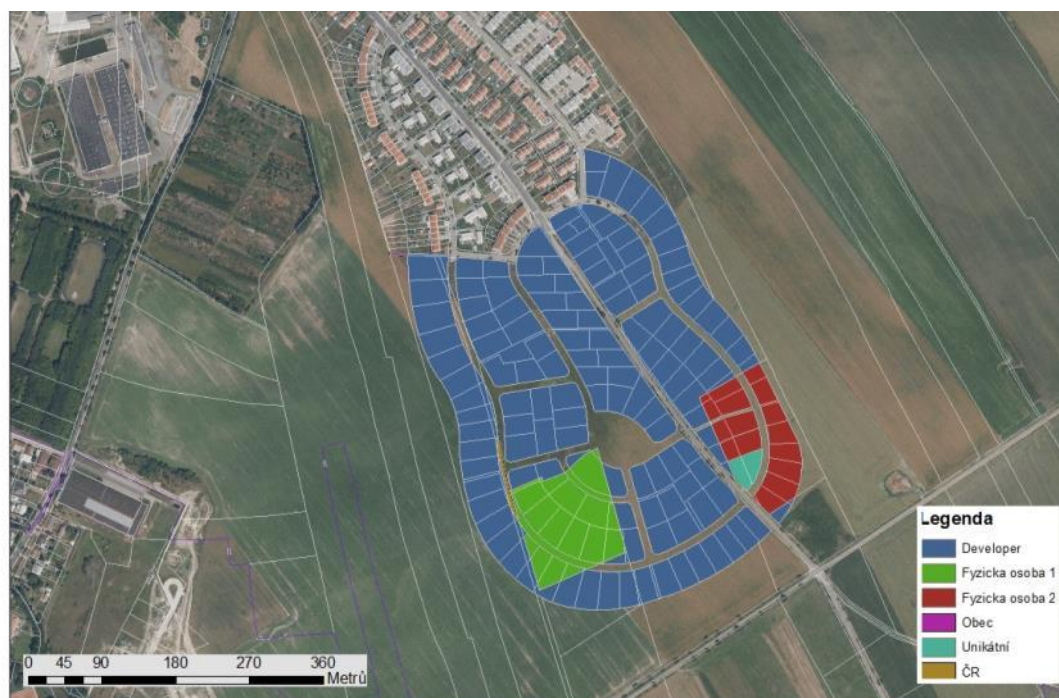 Legenda
Developer
Fyzicka osoba 1
Fyzicka osoba 2
Obec
Unikátní
ČR
0 45 90 180 270 360
Metrů